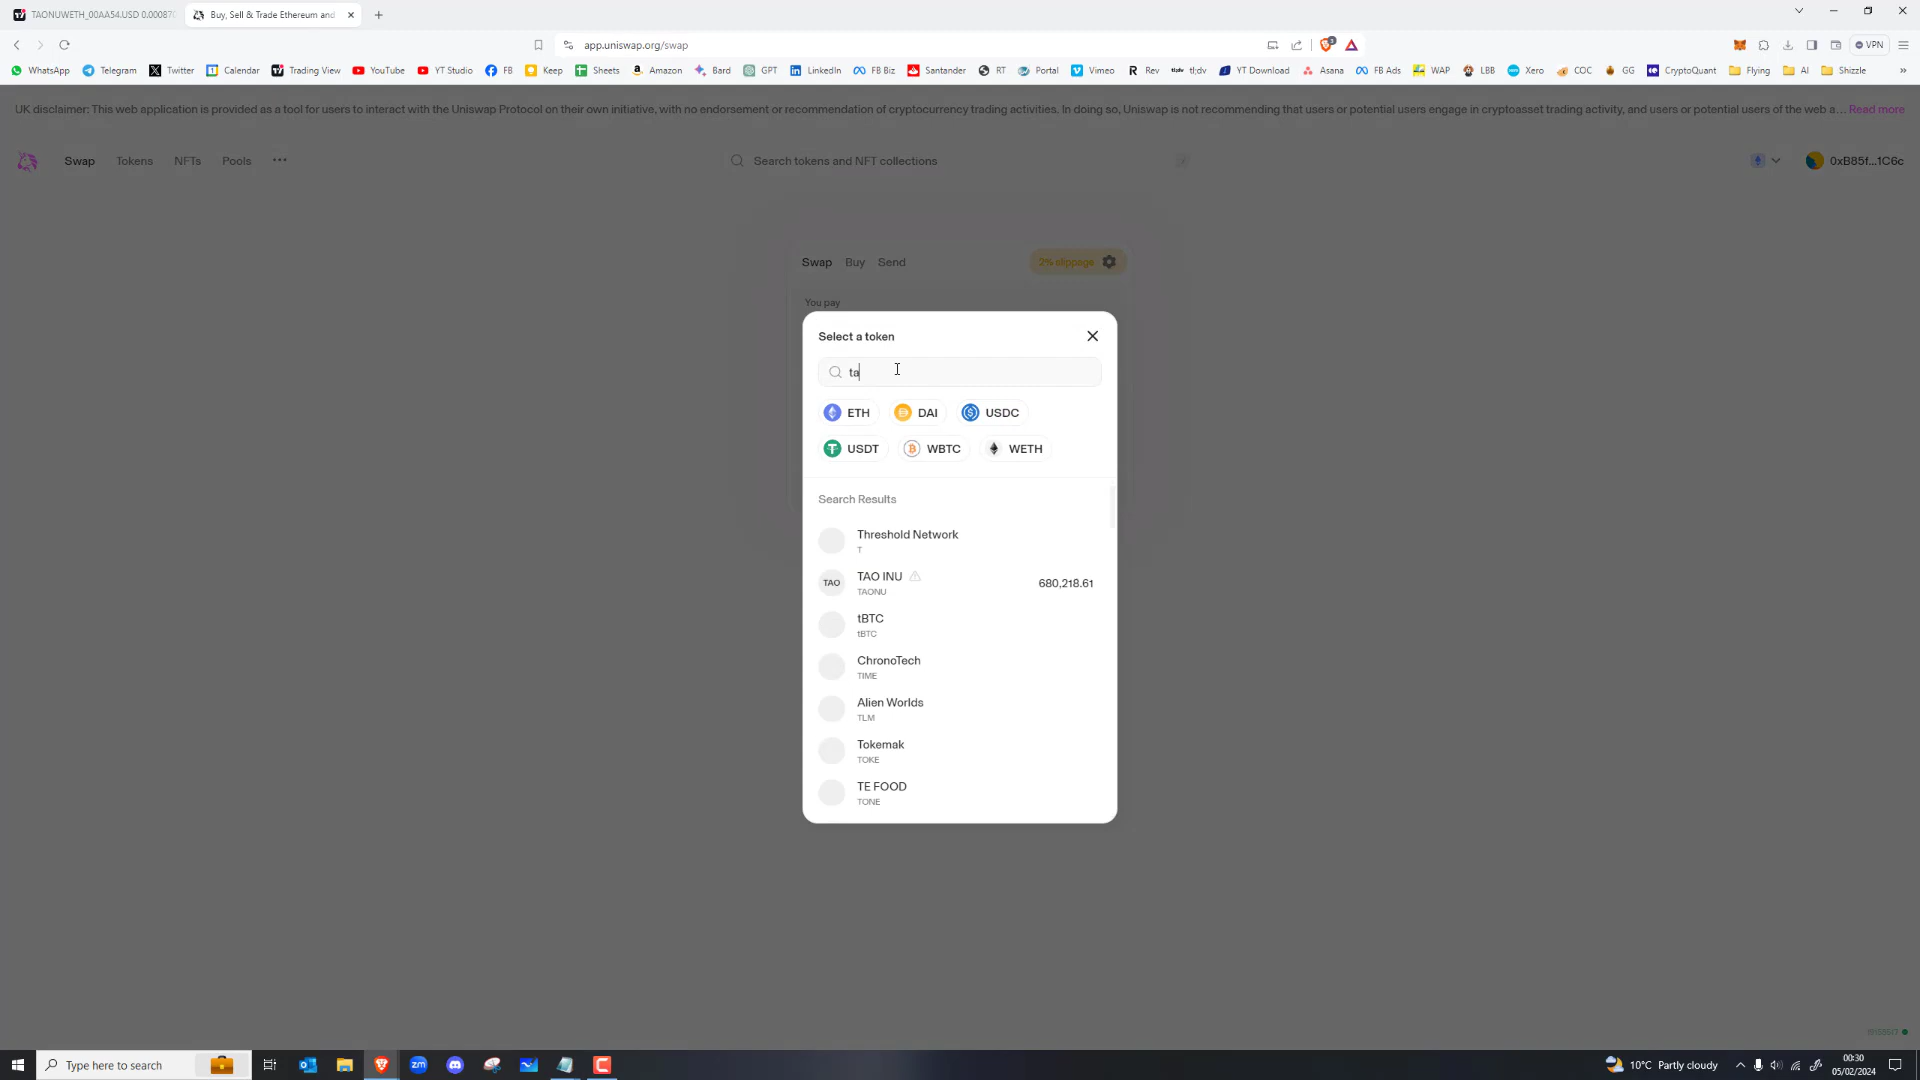 TAONUWETH_00AA54.USD 0.00087
Buy, Sell & Trade Ethereum and
app.uniswap.org/swap
VPN
WhatsApp Telegram Twitter Calendar Trading View YouTube YT Studio FB Keep Sheets Amazon Bard GPT LinkedIn FB Biz Santander RT Portal Vimeo Rev tl;dv YT Download Asana FB Ads WAP LBB Xero COC GG CryptoQuant Flying AI Shizzle
UK disclaimer: This web application is provided as a tool for users to interact with the Uniswap Protocol on their own initiative, with no endorsement or recommendation of cryptocurrency trading activities. In doing so, Uniswap is not recommending that users or potential users engage in cryptoasset trading activity, and users or potential users of the web a... Read more
Swap Tokens NFTs Pools
Search tokens and NFT collections
/
0xB85f...1C6c
Swap Buy Send
2% slippage
You pay
Select a token
ta
ETH DAI USDC
USDT WBTC WETH
Search Results
Threshold Network
T
TAO
TAO INU
TAONU
680,218.61
tBTC
tBTC
ChronoTech
TIME
Alien Worlds
TLM
Tokemak
TOKE
TE FOOD
TONE
Type here to search
10°C Partly cloudy
00:30
05/02/2024